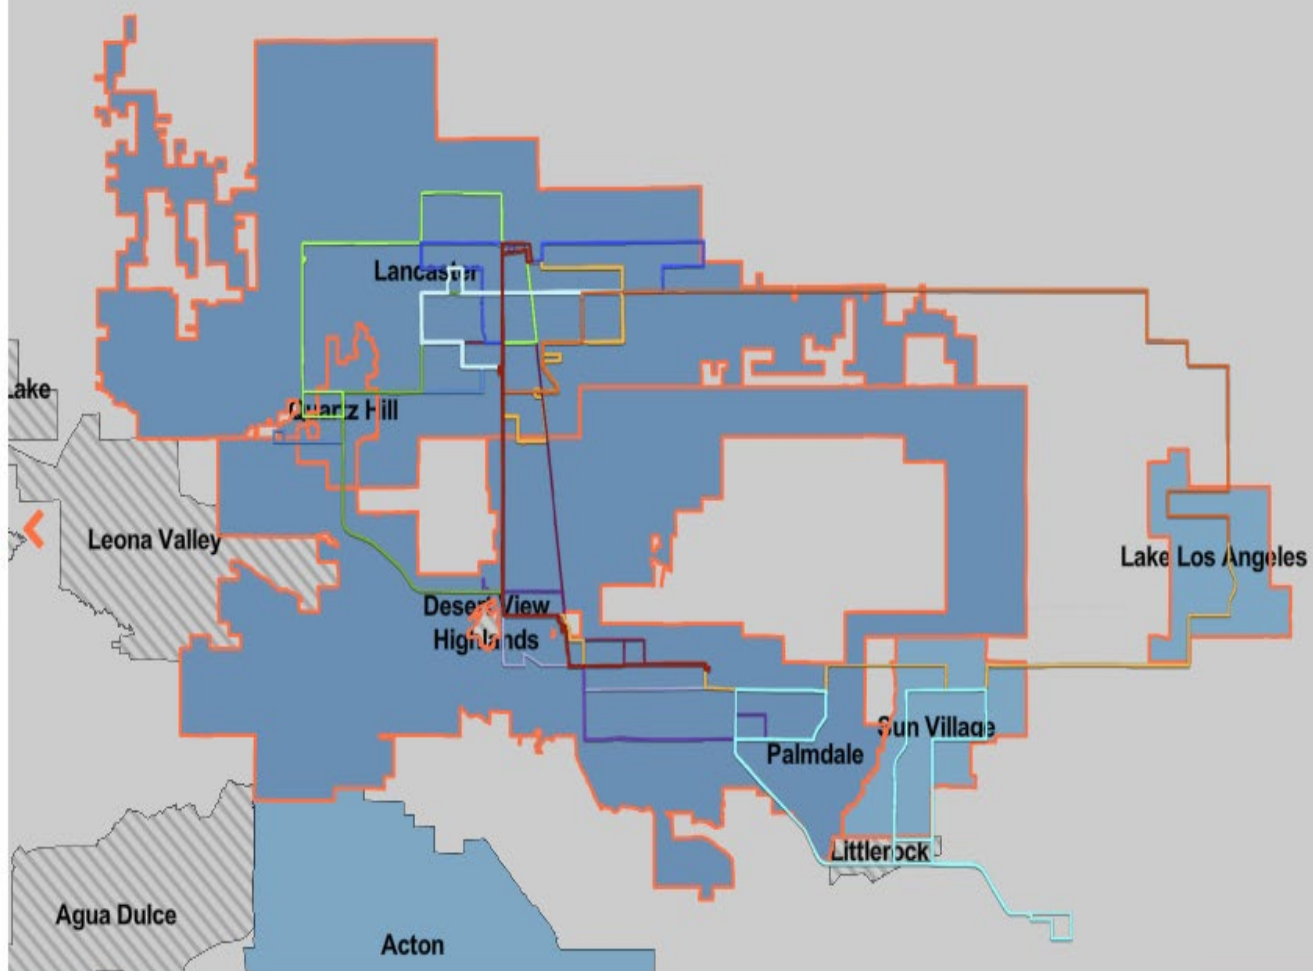 Lancaster
Lake
Quartz Hill
Leona Valley
Lake Los Angeles
Desert View
Highlands
Sun Village
Palmdale
Littlerock
Agua Dulce
Acton